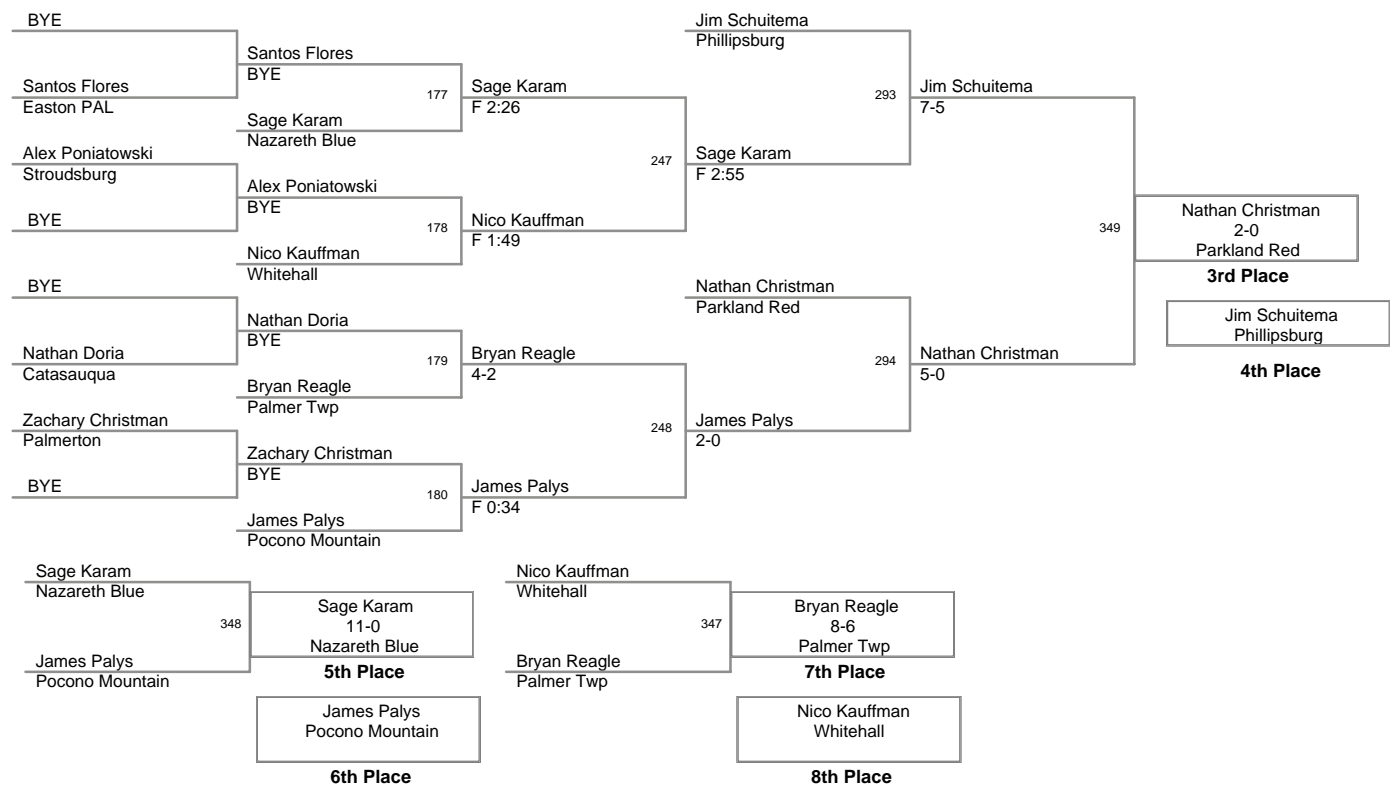 BYE
Santos Flores
Easton PAL
Alex Poniatowski
Stroudsburg
BYE
BYE
Nathan Doria
Catasauqua
Zachary Christman
Palmerton
BYE
Santos Flores
BYE
177
Sage Karam
Nazareth Blue
Alex Poniatowski
BYE
178
Nico Kauffman
Whitehall
Nathan Doria
BYE
179
Bryan Reagle
Palmer Twp
Zachary Christman
BYE
180
James Palys
Pocono Mountain
Sage Karam
F 2:26
247
Nico Kauffman
F 1:49
Bryan Reagle
4-2
248
James Palys
F 0:34
Jim Schuitema
Phillipsburg
293
Sage Karam
F 2:55
Nathan Christman
Parkland Red
294
James Palys
2-0
Jim Schuitema
7-5
349
Nathan Christman
5-0
Nathan Christman
2-0
Parkland Red
3rd Place
Jim Schuitema
Phillipsburg
4th Place
Sage Karam
Nazareth Blue
348
James Palys
Pocono Mountain
Sage Karam
11-0
Nazareth Blue
5th Place
James Palys
Pocono Mountain
6th Place
Nico Kauffman
Whitehall
347
Bryan Reagle
Palmer Twp
Bryan Reagle
8-6
Palmer Twp
7th Place
Nico Kauffman
Whitehall
8th Place